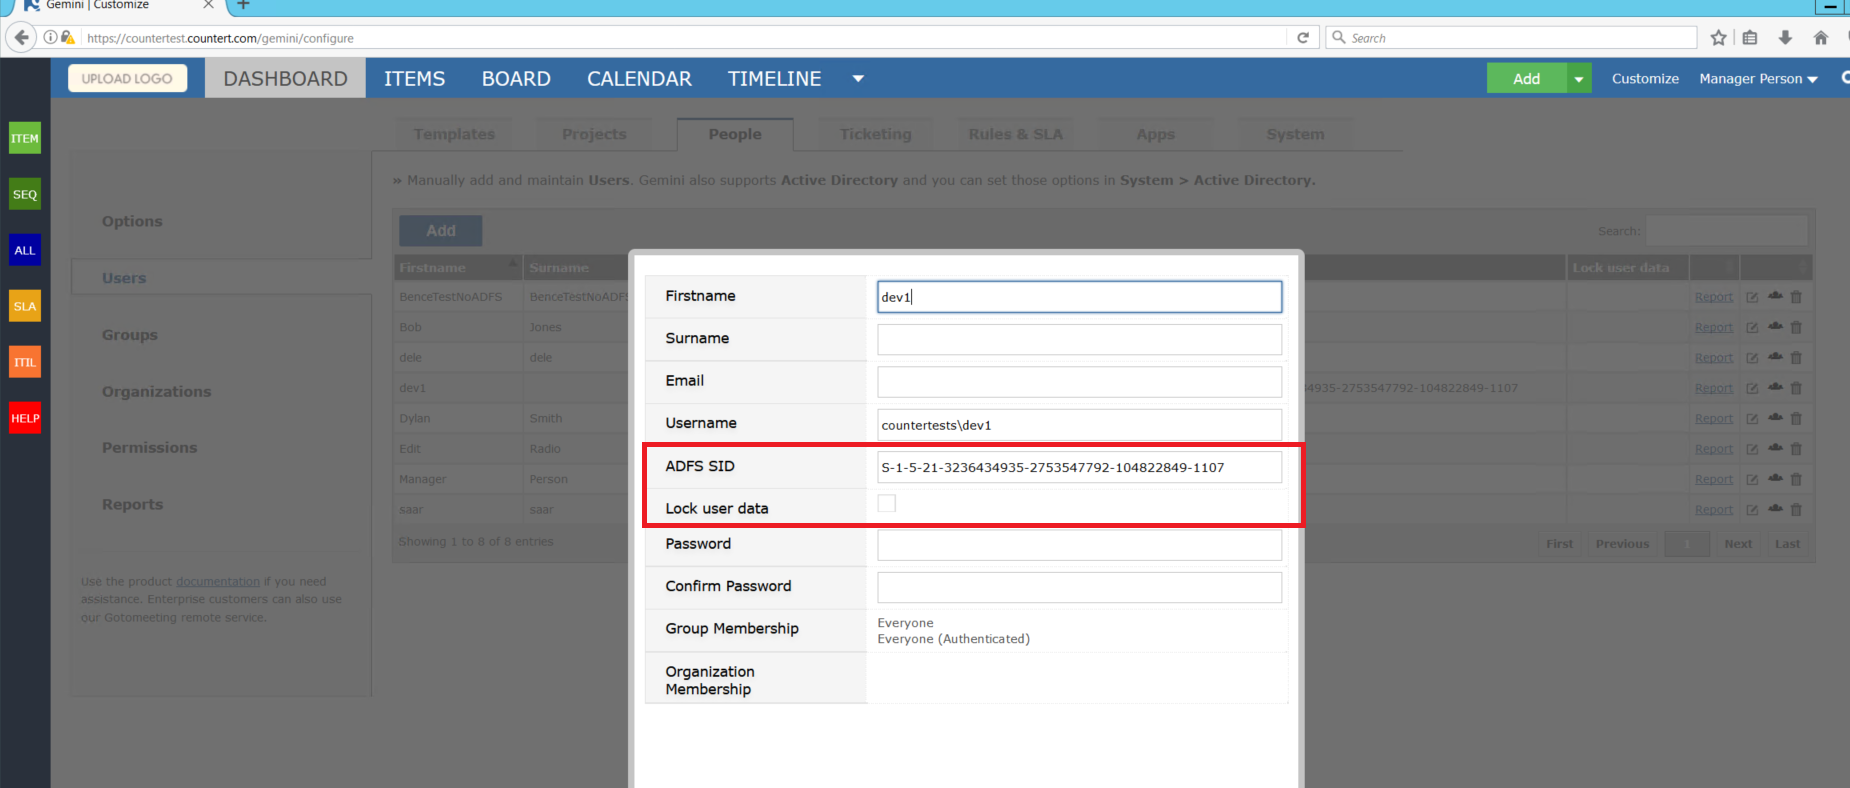 Gemini | Customize
https://countertest.countert.com/gemini/configure
Search
UPLOAD LOGO
DASHBOARD
ITEMS
BOARD
CALENDAR
TIMELINE
Add
Customize
Manager Person
ITEM
SEQ
ALL
SLA
ITIL
HELP
Templates
Projects
People
Ticketing
Rules & SLA
Apps
System
» Manually add and maintain Users. Gemini also supports Active Directory and you can set those options in System > Active Directory.
Options
Users
Groups
Organizations
Permissions
Reports
Use the product documentation if you need
assistance. Enterprise customers can also use
our Gotomeeting remote service.
Add
Search:
Firstname Surname Lock user data
BenceTestNoADFS BenceTestNoADFS Report
Bob Jones Report
dele dele Report
dev1 4935-2753547792-104822849-1107 Report
Dylan Smith Report
Edit Radio Report
Manager Person Report
saar saar Report
Showing 1 to 8 of 8 entries
First Previous 1 Next Last
Firstname dev1
Surname
Email
Username countertests\dev1
ADFS SID S-1-5-21-3236434935-2753547792-104822849-1107
Lock user data
Password
Confirm Password
Group Membership Everyone
Everyone (Authenticated)
Organization
Membership